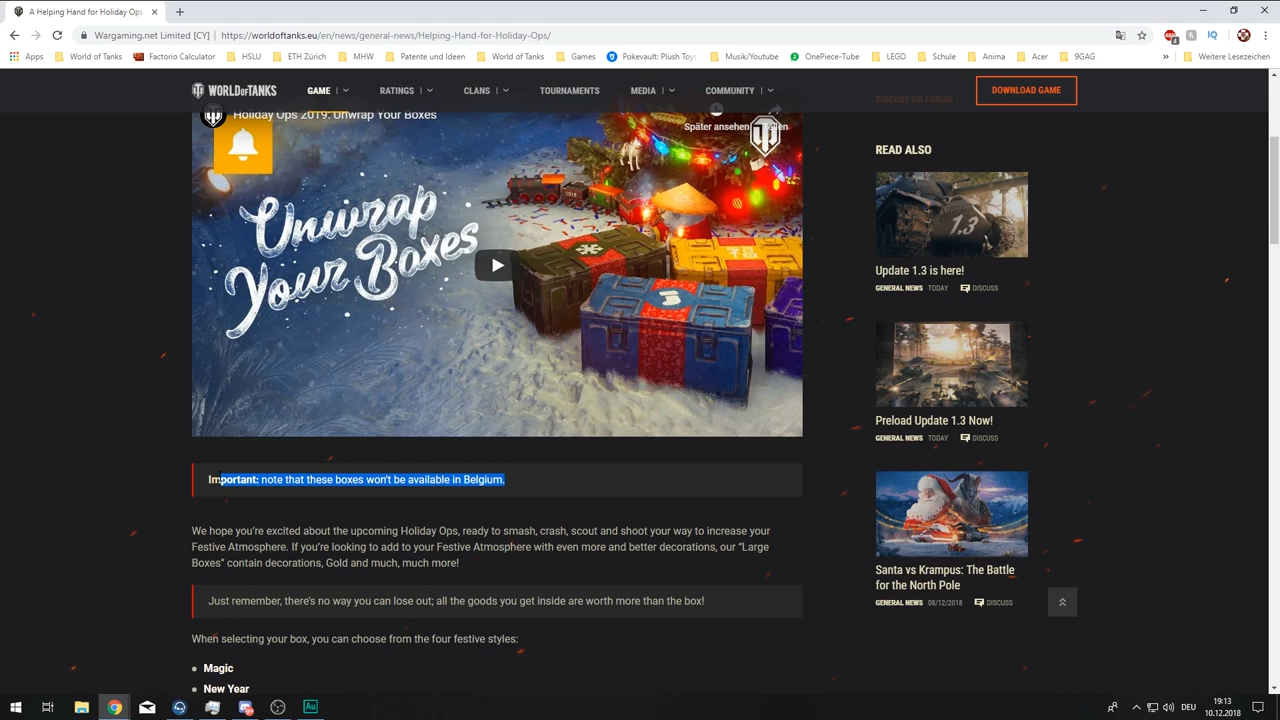 A Helping Hand for Holiday Ops
Wargaming.net Limited [CY] | https://worldoftanks.eu/en/news/general-news/Helping-Hand-for-Holiday-Ops/
Apps World of Tanks Factorio Calculator HSLU ETH Zürich MHW Patente und Ideen World of Tanks Games Pokevault: Plush Toys Musik/Youtube OnePiece-Tube LEGO Schule Anima Acer 9GAG » Weitere Lesezeichen
WORLD OF TANKS GAME RATINGS CLANS TOURNAMENTS MEDIA COMMUNITY DOWNLOAD GAME
DISCUSS ON FORUM
Holiday Ops 2019: Unwrap Your Boxes
Später ansehen
Unwrap
Your Boxes
Important: note that these boxes won't be available in Belgium.
We hope you're excited about the upcoming Holiday Ops, ready to smash, crash, scout and shoot your way to increase your
Festive Atmosphere. If you're looking to add to your Festive Atmosphere with even more and better decorations, our “Large
Boxes” contain decorations, Gold and much, much more!
Just remember, there's no way you can lose out; all the goods you get inside are worth more than the box!
When selecting your box, you can choose from the four festive styles:
Magic
New Year
READ ALSO
1.3
Update 1.3 is here!
GENERAL NEWS TODAY DISCUSS
Preload Update 1.3 Now!
GENERAL NEWS TODAY DISCUSS
Santa vs Krampus: The Battle
for the North Pole
GENERAL NEWS 08/12/2018 DISCUSS
Au
DEU
19:13
10.12.2018